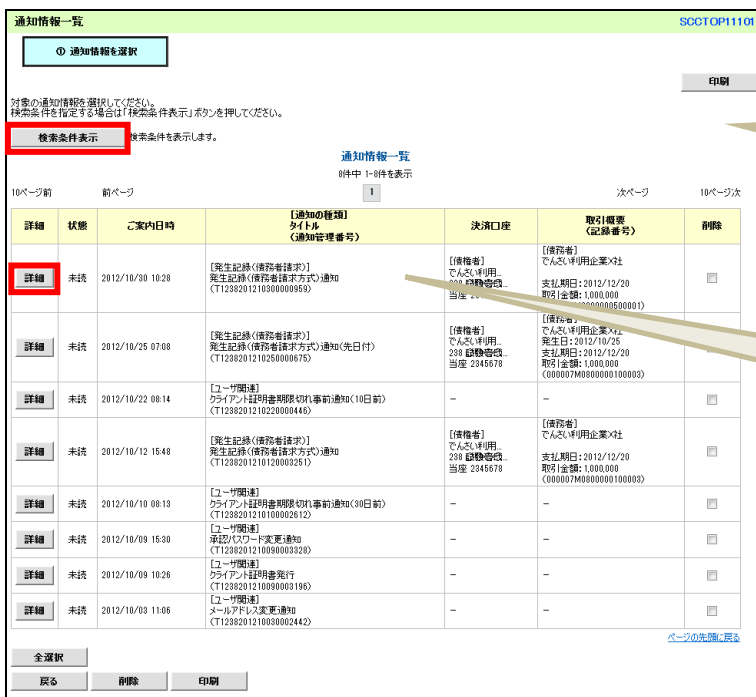 通知情報一覧 SCCTOP11101
① 通知情報を選択
印刷
対象の通知情報を選択してください。
検索条件を指定する場合は「検索条件表示」ボタンを押してください。
検索条件表示 検索条件を表示します。
通知情報一覧
8件中 1-8件を表示
10ページ前 前ページ 1 次ページ 10ページ次
詳細 状態 ご案内日時 [通知の種類] タイトル (通知管理番号) 決済口座 取引概要 (記録番号) 削除
詳細 未読 2012/10/30 10:28
[発生記録(債務者請求)]
発生記録(債務者請求方式)通知
(T1238201210300000959)
[債権者]
でんさい利用…
当座
[債務者]
でんさい利用企業X社
支払期日:2012/12/20
取引金額:1,000,000
詳細 未読 2012/10/25 07:08
[発生記録(債務者請求)]
発生記録(債務者請求方式)通知(先日付)
(T1238201210250000675)
[債権者]
でんさい利用…
238
当座 2345678
[債務者]
でんさい利用企業X社
発生日:2012/10/25
支払期日:2012/12/20
取引金額:1,000,000
(000007M0800000100003)
詳細 未読 2012/10/22 08:14
[ユーザ関連]
クライアント証明書期限切れ事前通知(10日前)
(T1238201210220000446)
– –
詳細 未読 2012/10/12 15:48
[発生記録(債務者請求)]
発生記録(債務者請求方式)通知
(T1238201210120003251)
[債権者]
でんさい利用…
238
当座 2345678
[債務者]
でんさい利用企業X社
支払期日:2012/12/20
取引金額:1,000,000
(000007M0800000100003)
詳細 未読 2012/10/10 08:13
[ユーザ関連]
クライアント証明書期限切れ事前通知(30日前)
(T1238201210100002612)
– –
詳細 未読 2012/10/09 15:30
[ユーザ関連]
承認パスワード変更通知
(T1238201210090003328)
– –
詳細 未読 2012/10/09 10:26
[ユーザ関連]
クライアント証明書発行
(T1238201210090003196)
– –
詳細 未読 2012/10/03 11:06
[ユーザ関連]
メールアドレス変更通知
(T1238201210030002442)
– –
ページの先頭に戻る
全選択
戻る 削除 印刷